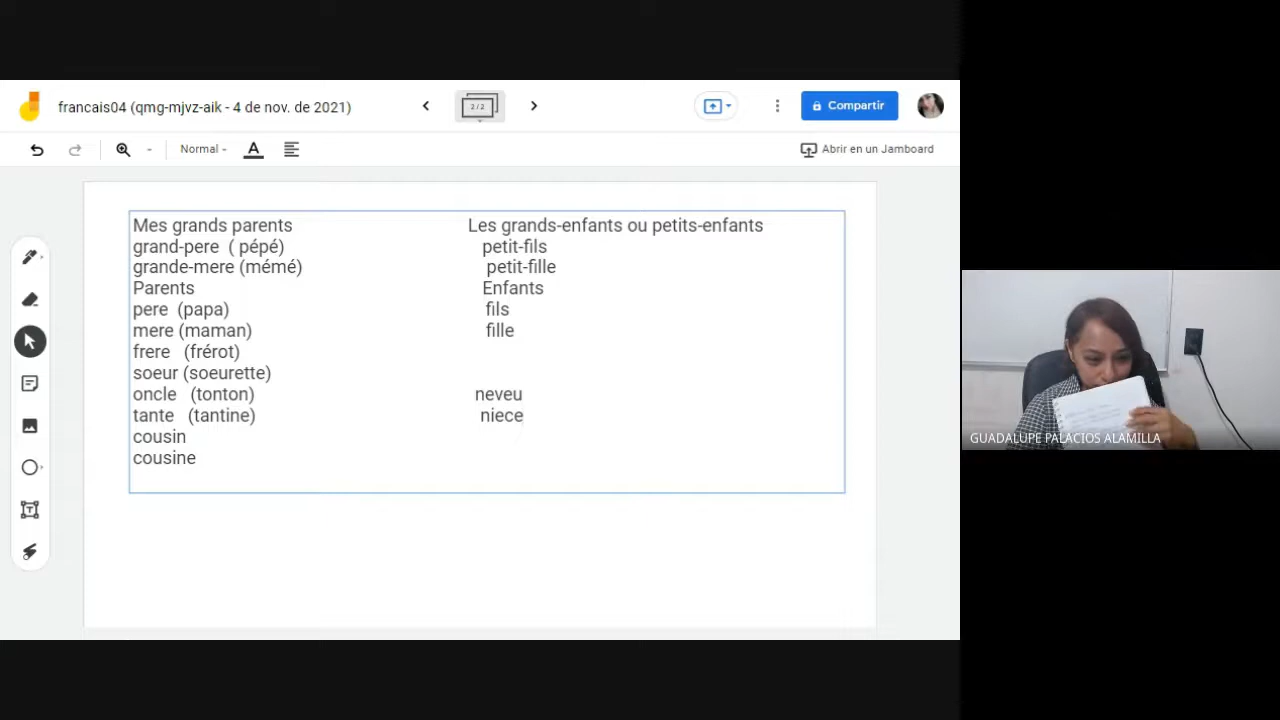 francais04 (qmg-mjvz-aik - 4 de nov. de 2021)
2/2
Compartir
Normal
A
Abrir en un Jamboard
Mes grands parents Les grands-enfants ou petits-enfants
grand-pere ( pépé) petit-fils
grande-mere (mémé) petit-fille
Parents Enfants
pere (papa) fils
mere (maman) fille
frere (frérot)
soeur (soeurette)
oncle (tonton) neveu
tante (tantine) niece
cousin
cousine
GUADALUPE PALACIOS ALAMILLA